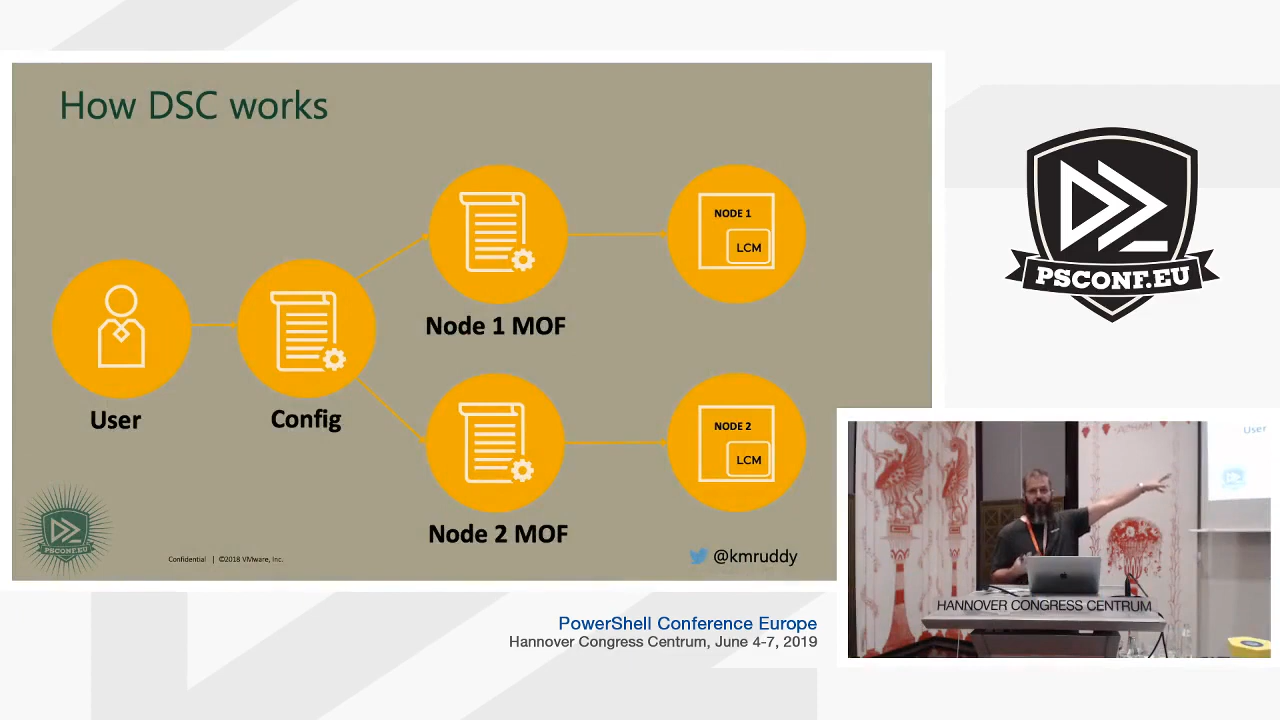 How DSC works
NODE 1
LCM
Node 1 MOF
User
Config
NODE 2
LCM
Node 2 MOF
PSCONF.EU
Confidential | ©2018 VMware, Inc.
@kmruddy
PSCONF.EU
User
HANNOVER CONGRESS CENTRUM
PowerShell Conference Europe
Hannover Congress Centrum, June 4-7, 2019